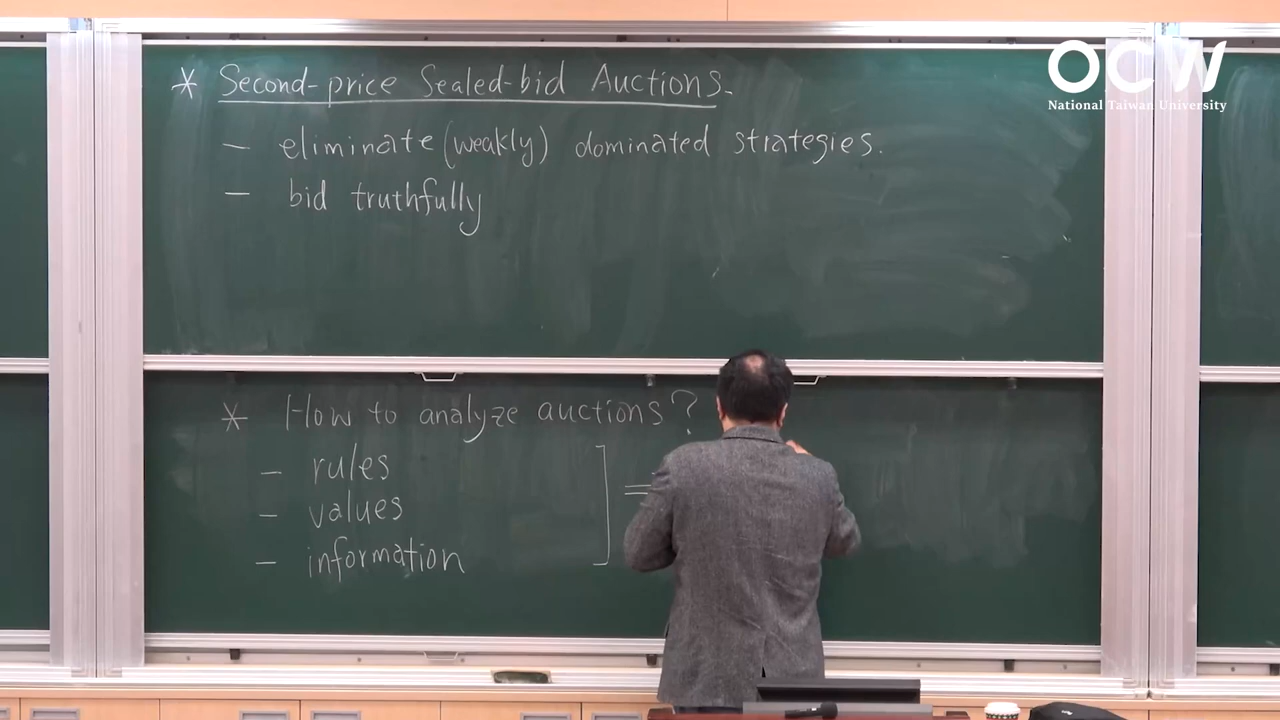 OCW
National Taiwan University
* Second-price Sealed-bid Auctions.
- eliminate (weakly) dominated strategies.
- bid truthfully
* How to analyze auctions?
- rules
- values
- information
] =